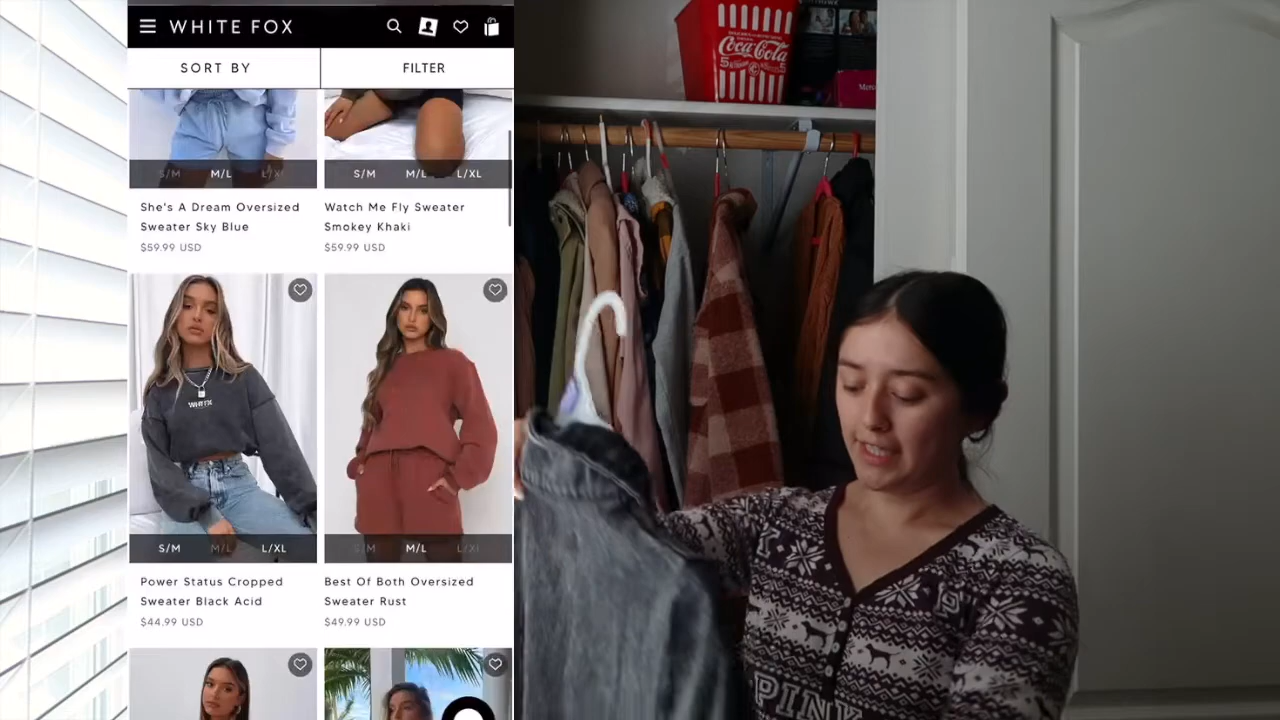 WHITE FOX
SORT BY
FILTER
S/M M/L L/XL
S/M M/L L/XL
She's A Dream Oversized
Sweater Sky Blue
$59.99 USD
Watch Me Fly Sweater
Smokey Khaki
$59.99 USD
S/M M/L L/XL
S/M M/L L/XL
Power Status Cropped
Sweater Black Acid
$44.99 USD
Best Of Both Oversized
Sweater Rust
$49.99 USD
Coca-Cola
PINK